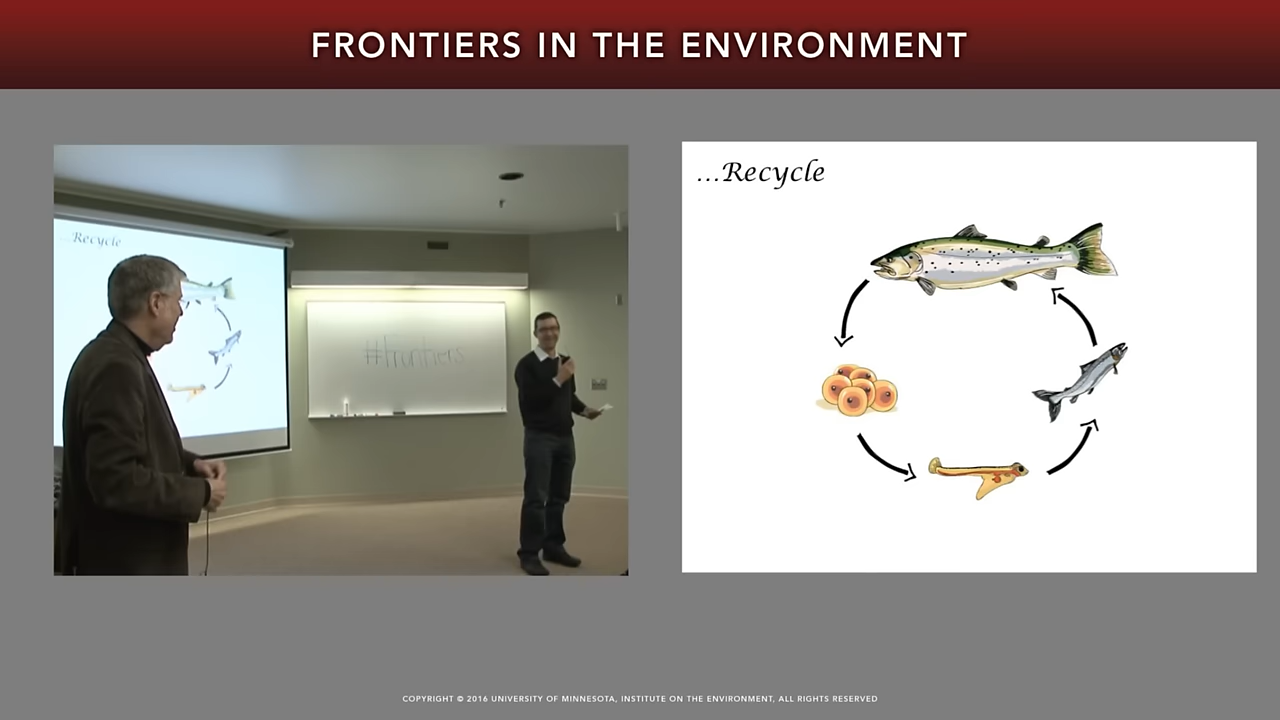 FRONTIERS IN THE ENVIRONMENT
Recycle
#Frontiers
...Recycle
COPYRIGHT © 2016 UNIVERSITY OF MINNESOTA, INSTITUTE ON THE ENVIRONMENT, ALL RIGHTS RESERVED